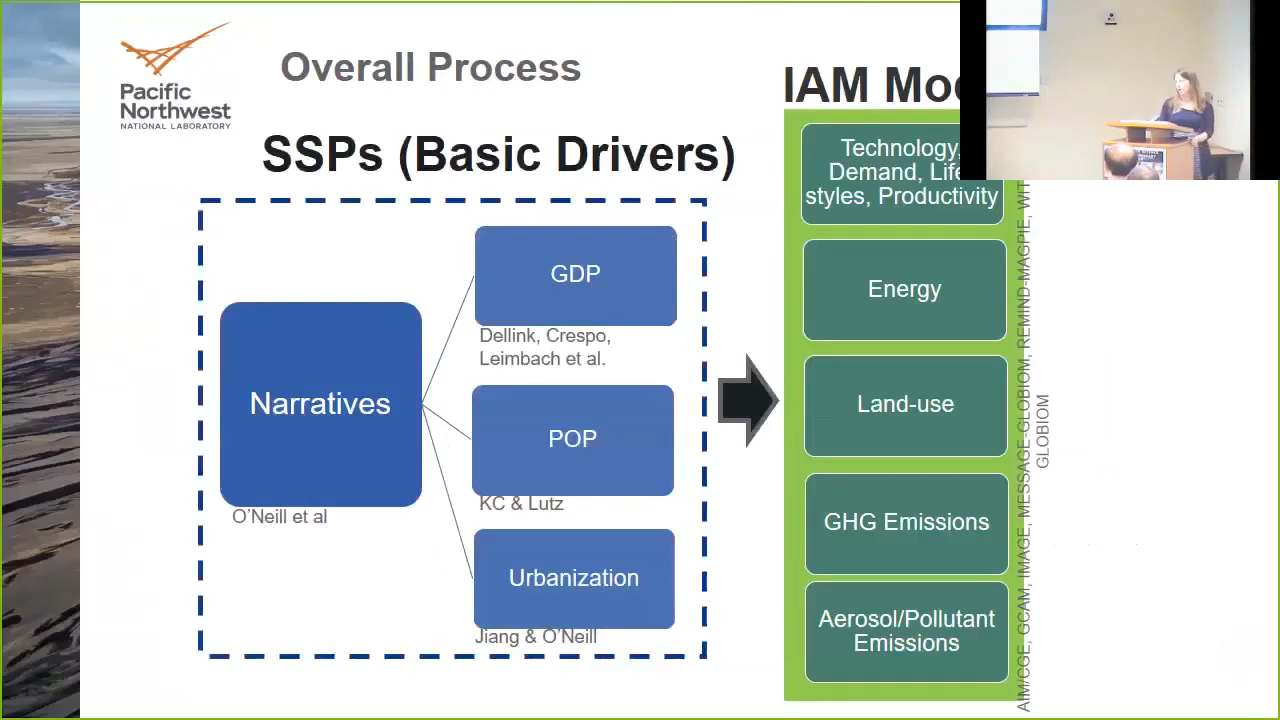 Pacific
Northwest
NATIONAL LABORATORY
Overall Process
SSPs (Basic Drivers)
Narratives
O'Neill et al
GDP
Dellink, Crespo,
Leimbach et al.
POP
KC & Lutz
Urbanization
Jiang & O'Neill
IAM
Technology,
Demand, Life
styles, Productivity
Energy
Land-use
GHG Emissions
Aerosol/Pollutant
Emissions
AIM/CGE, GCAM, IMAGE, MESSAGE-GLOBIOM, REMIND-MAGPIE,
GLOBIOM